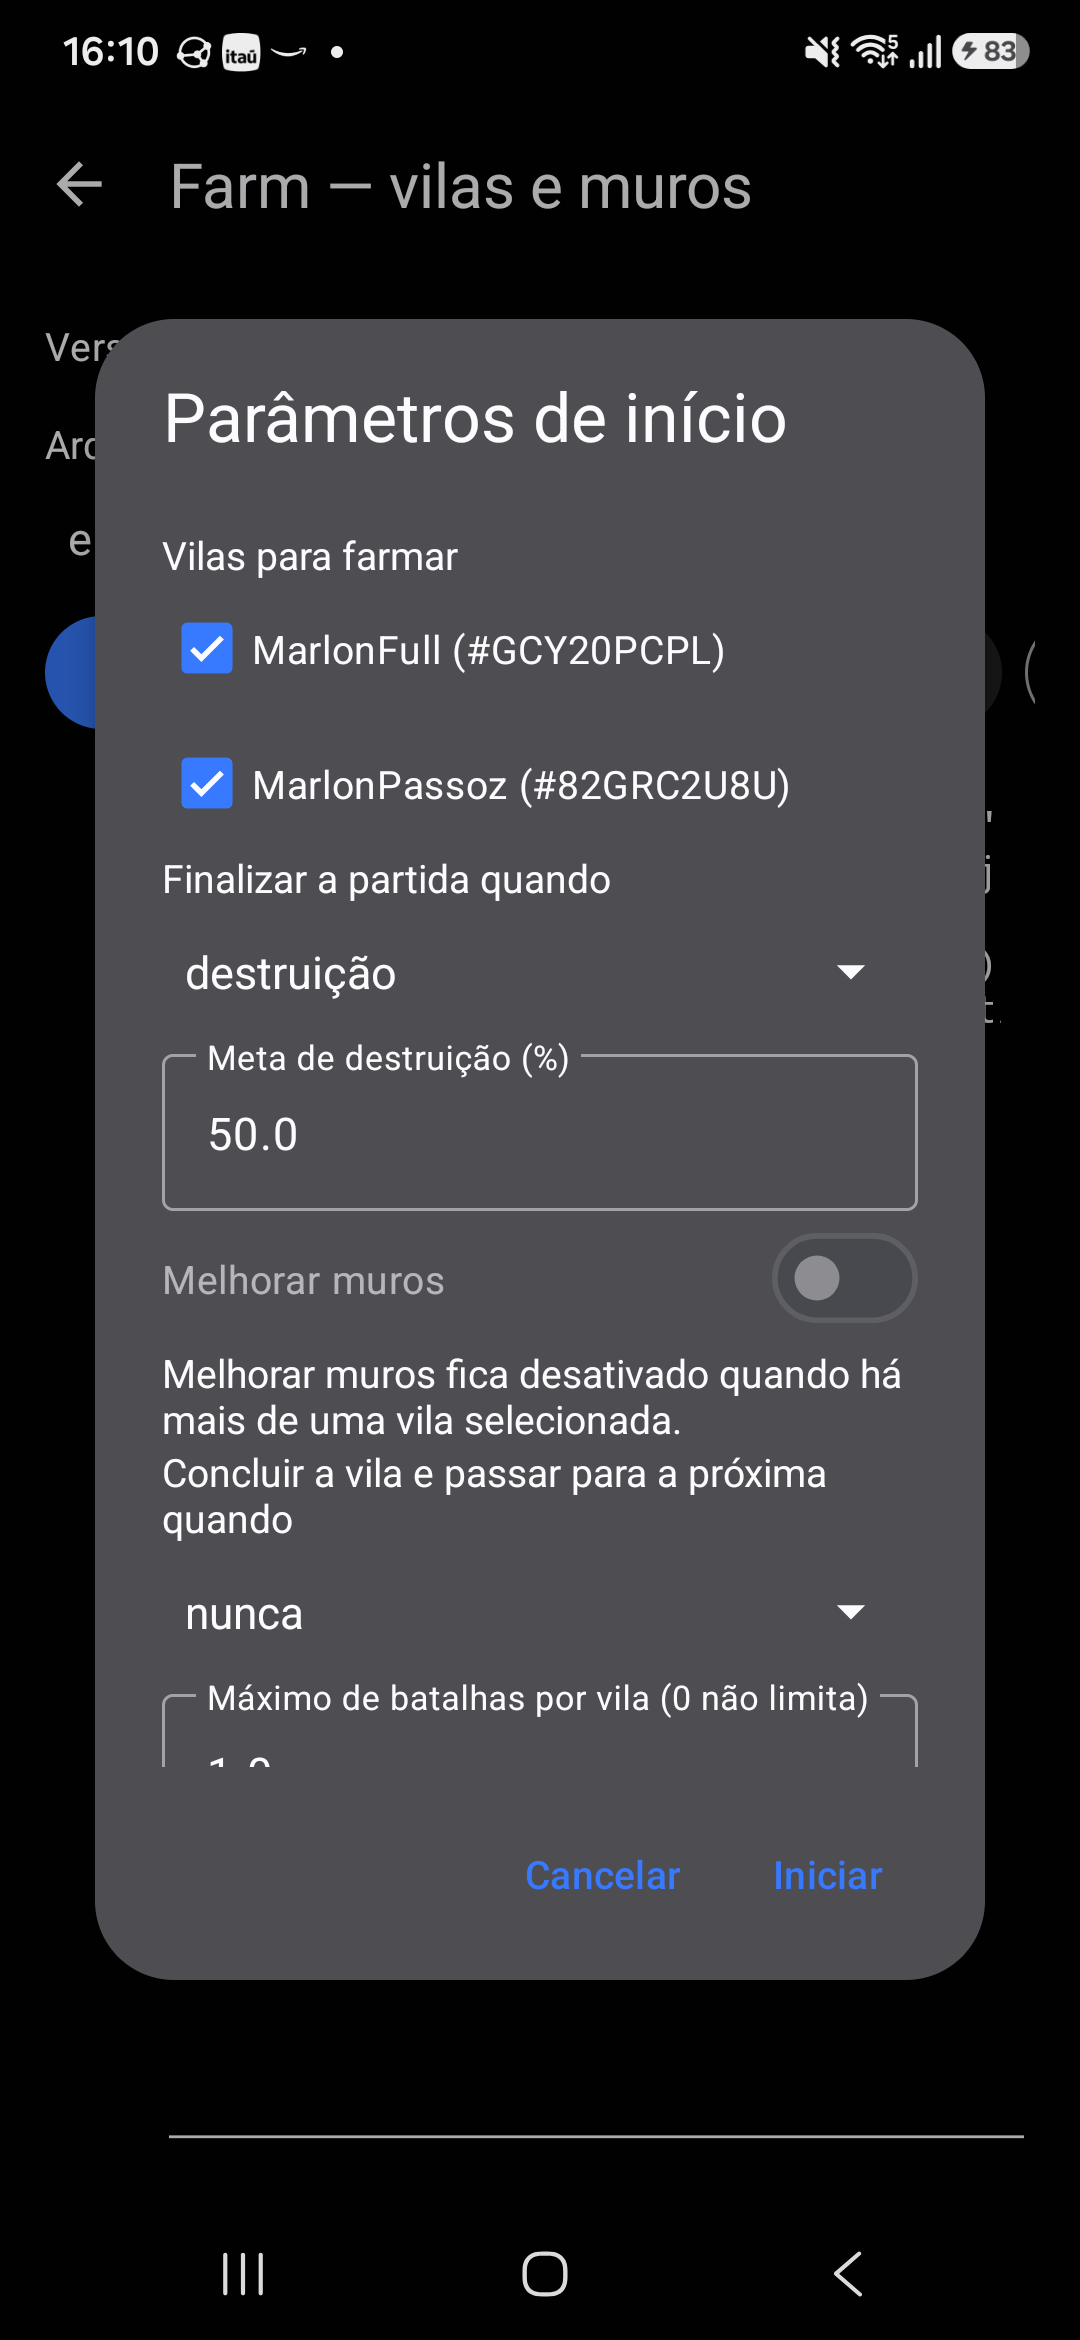 16:10
itaú
5
83
Farm — vilas e muros
Parâmetros de início
Vilas para farmar
MarlonFull (#GCY20PCPL)
MarlonPassoz (#82GRC2U8U)
Finalizar a partida quando
destruição
Meta de destruição (%)
50.0
Melhorar muros
Melhorar muros fica desativado quando há
mais de uma vila selecionada.
Concluir a vila e passar para a próxima
quando
nunca
Máximo de batalhas por vila (0 não limita)
Cancelar
Iniciar